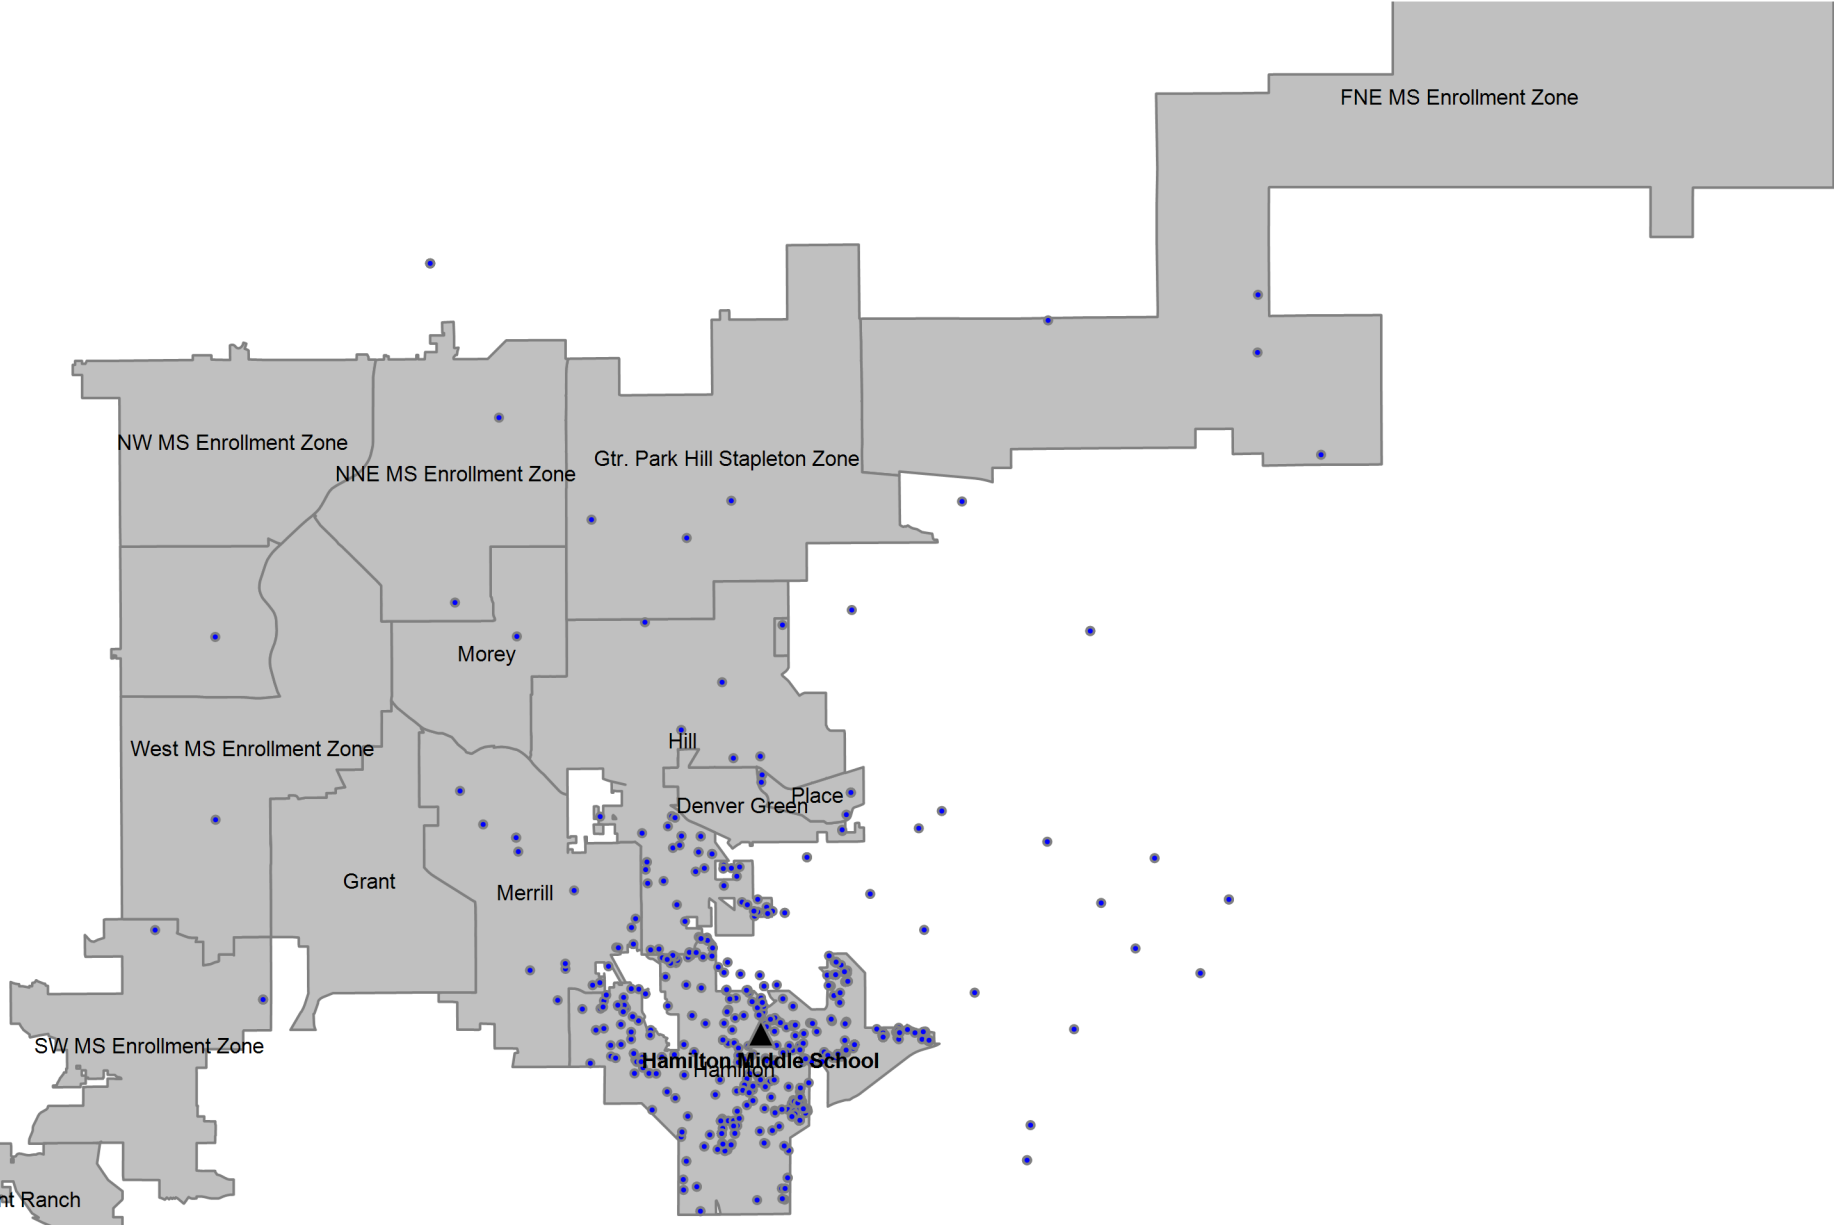 FNE MS Enrollment Zone
NW MS Enrollment Zone
Gtr. Park Hill Stapleton Zone
NNE MS Enrollment Zone
Morey
Hill
West MS Enrollment Zone
Place
Denver Green
Grant
Merrill
SW MS Enrollment Zone
Hamilton Middle School
Hamilton
nt Ranch